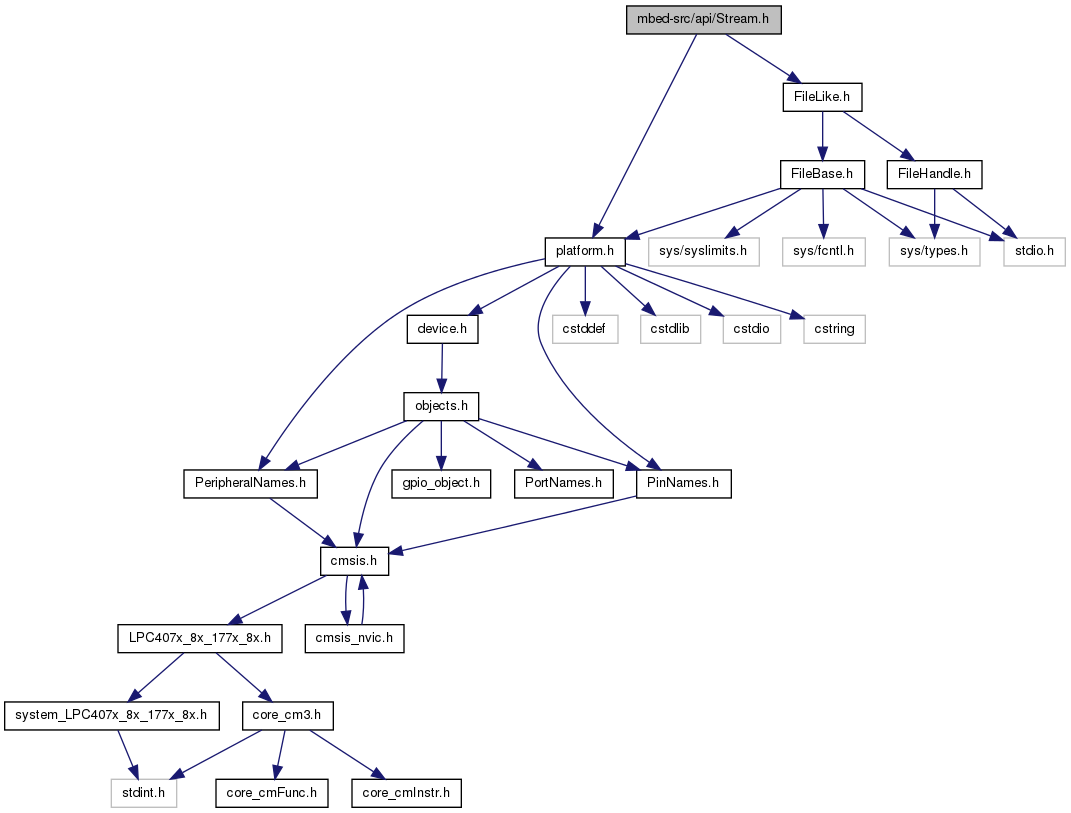 mbed-src/api/Stream.h
FileLike.h
FileBase.h
FileHandle.h
platform.h
sys/syslimits.h
sys/fcntl.h
sys/types.h
stdio.h
device.h
cstddef
cstdlib
cstdio
cstring
objects.h
PeripheralNames.h
gpio_object.h
PortNames.h
PinNames.h
cmsis.h
LPC407x_8x_177x_8x.h
cmsis_nvic.h
system_LPC407x_8x_177x_8x.h
core_cm3.h
stdint.h
core_cmFunc.h
core_cmInstr.h